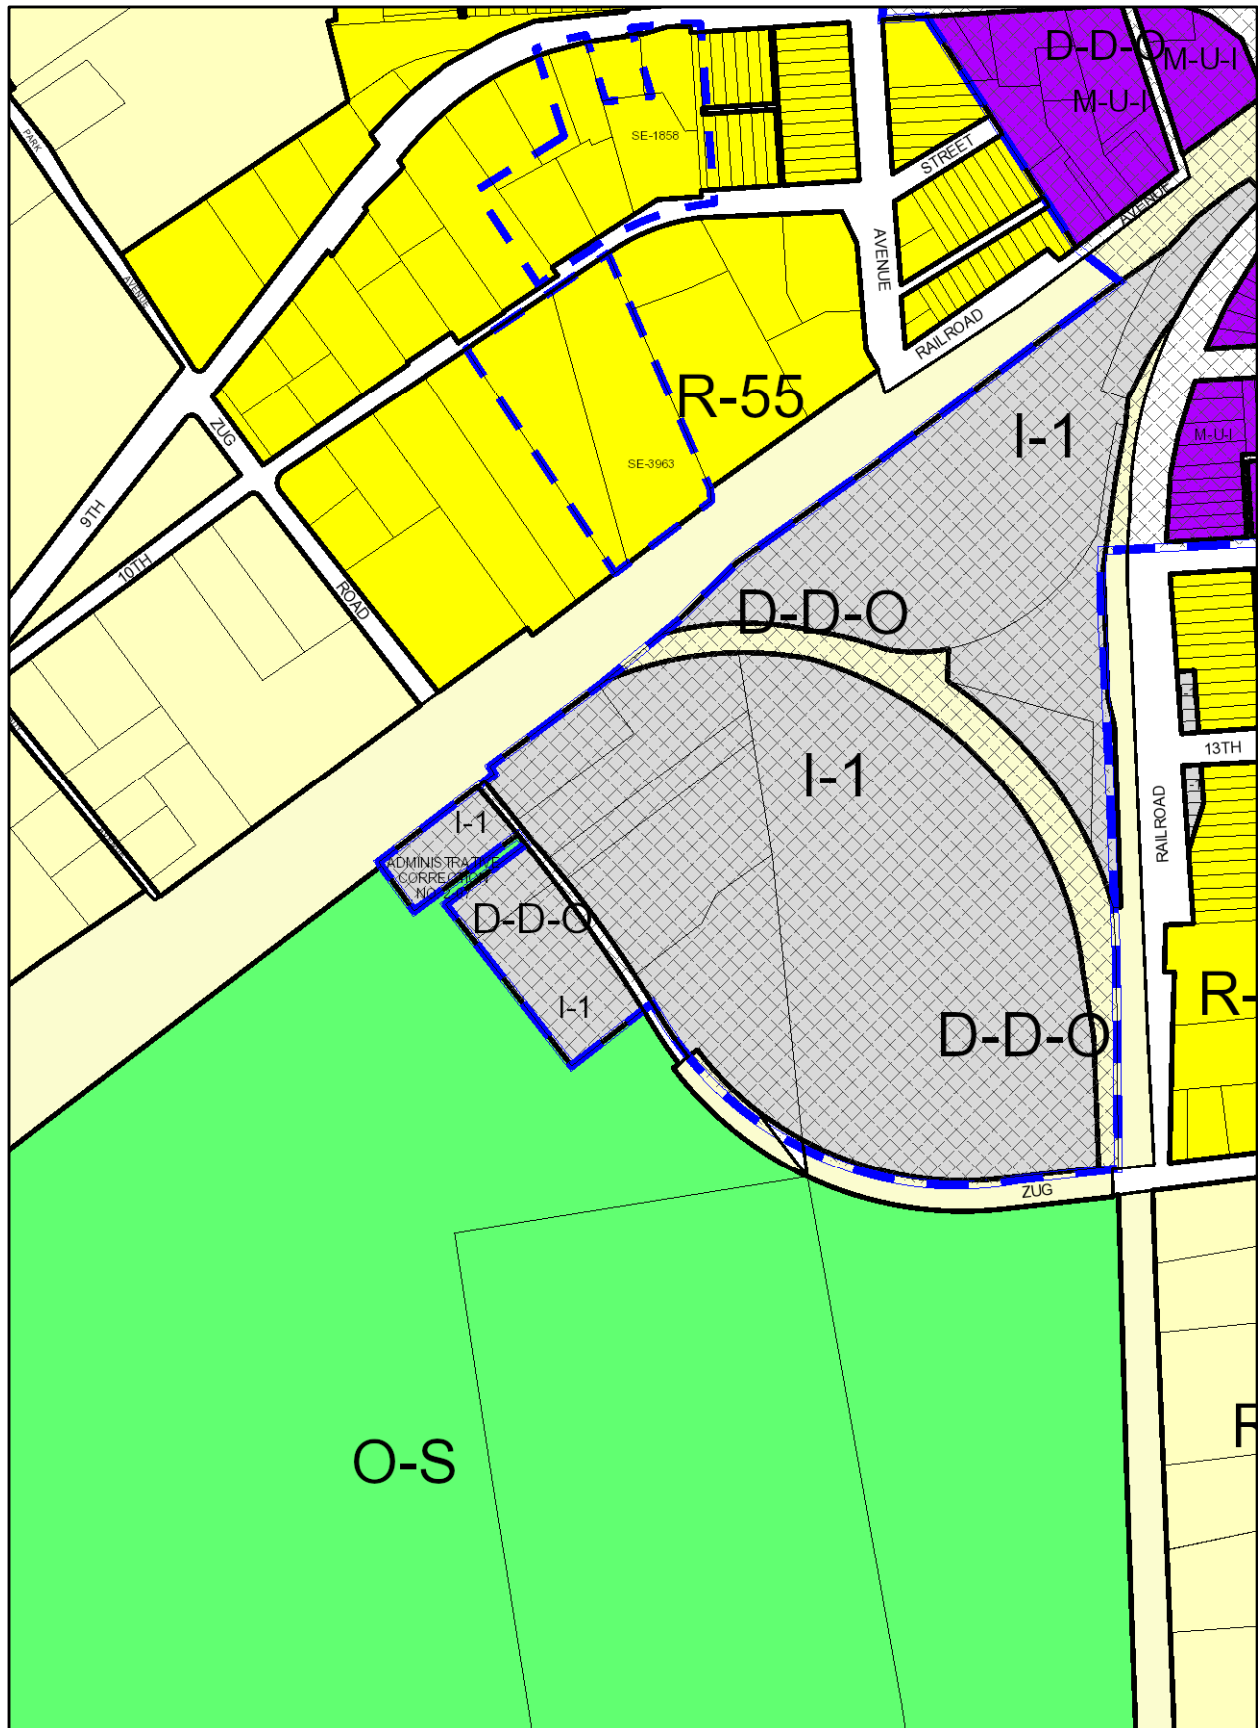 D-D-O
M-U-I
M-U-I
PARK
SE-1858
STREET
AVENUE
AVENUE
AVENUE
RAILROAD
R-55
I-1
M-U-I
ZUG
SE-3963
9TH
10TH
ROAD
D-D-O
13TH
I-1
RAILROAD
I-1
ADMINISTRATIVE
CORRECTION
D-D-O
R-
I-1
D-D-O
ZUG
O-S
R